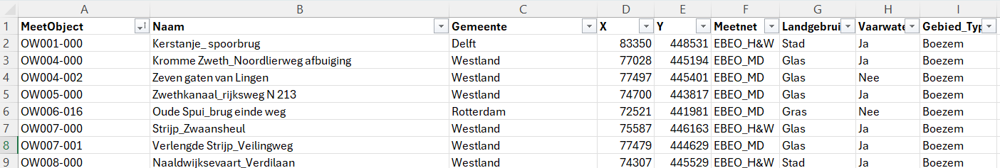 A B C D E F G H I
1 MeetObject Naam Gemeente X Y Meetnet Landgebrui Vaarwate Gebied_Typ
2 OW001-000 Kerstanje_ spoorbrug Delft 83350 448531 EBEO_H&W Stad Ja Boezem
3 OW004-000 Kromme Zweth_Noordlierweg afbuiging Westland 77028 445194 EBEO_MD Glas Ja Boezem
4 OW004-002 Zeven gaten van Lingen Westland 77497 445401 EBEO_MD Glas Nee Boezem
5 OW005-000 Zwethkanaal_rijksweg N 213 Westland 74700 443817 EBEO_MD Glas Ja Boezem
6 OW006-016 Oude Spui_brug einde weg Rotterdam 72521 441981 EBEO_MD Gras Nee Boezem
7 OW007-000 Strijp_Zwaansheul Westland 75587 446163 EBEO_H&W Glas Ja Boezem
8 OW007-001 Verlengde Strijp_Veilingweg Westland 77479 444629 EBEO_MD Glas Ja Boezem
9 OW008-000 Naaldwijksevaart_Verdilaan Westland 74307 445529 EBEO_H&W Stad Ja Boezem